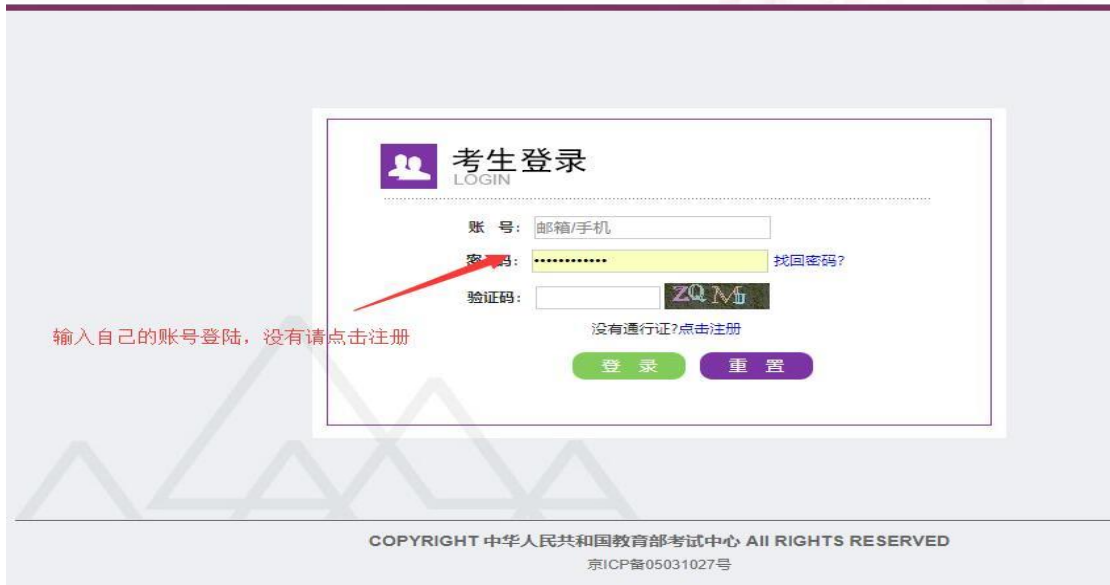 考生登录
LOGIN
账 号: 邮箱/手机
密 码: •••••••••••• 找回密码?
验证码: ZQMb
输入自己的账号登陆，没有请点击注册
没有通行证?点击注册
登 录 重 置
COPYRIGHT 中华人民共和国教育部考试中心 All RIGHTS RESERVED
京ICP备05031027号